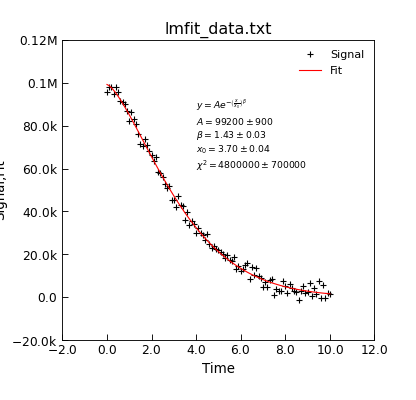 lmfit_data.txt
0.12M
0.1M
80.0k
60.0k
40.0k
20.0k
0.0
−20.0k
−2.0 0.0 2.0 4.0 6.0 8.0 10.0 12.0
Time
Signal,Fit
Signal
Fit
y = Ae^{−(x/x₀)^β}
A = 99200 ± 900
β = 1.43 ± 0.03
x₀ = 3.70 ± 0.04
χ² = 4800000 ± 700000